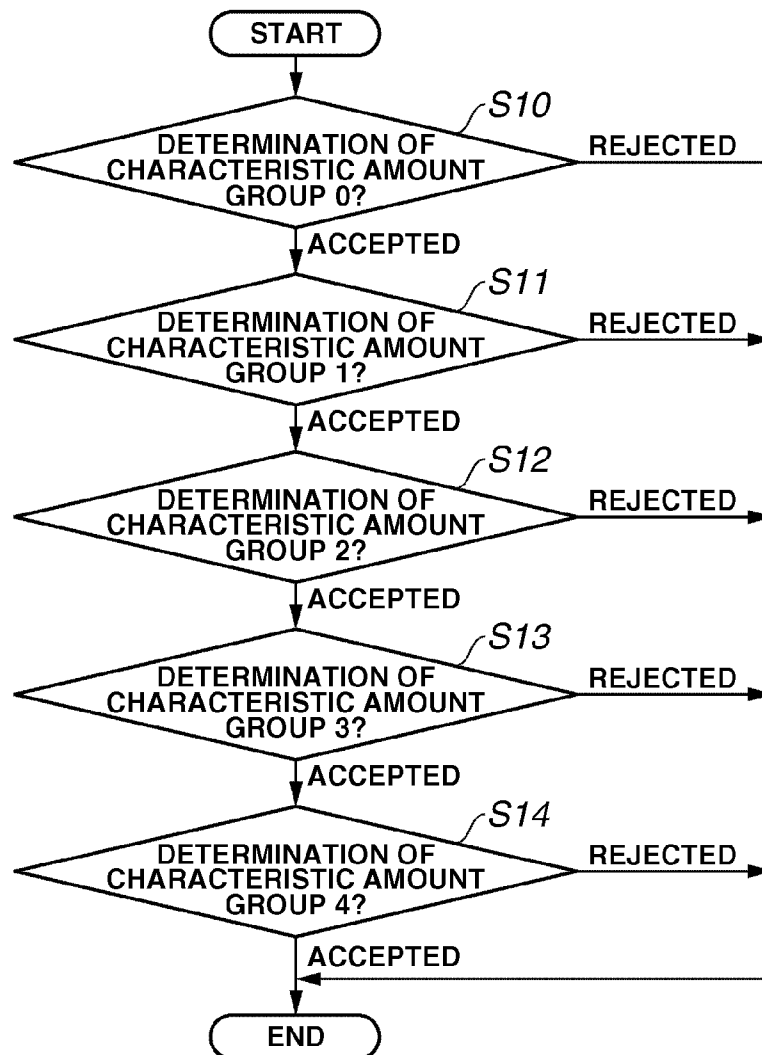 START
S10
DETERMINATION OF
CHARACTERISTIC AMOUNT
GROUP 0?
REJECTED
ACCEPTED
S11
DETERMINATION OF
CHARACTERISTIC AMOUNT
GROUP 1?
REJECTED
ACCEPTED
S12
DETERMINATION OF
CHARACTERISTIC AMOUNT
GROUP 2?
REJECTED
ACCEPTED
S13
DETERMINATION OF
CHARACTERISTIC AMOUNT
GROUP 3?
REJECTED
ACCEPTED
S14
DETERMINATION OF
CHARACTERISTIC AMOUNT
GROUP 4?
REJECTED
ACCEPTED
END